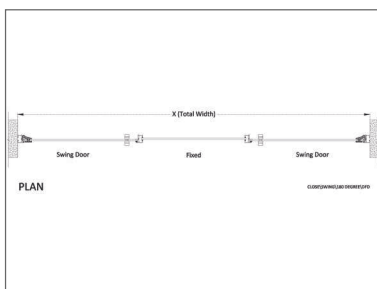 X (Total Width)
Swing Door Fixed Swing Door
PLAN
CLOSE\SWING\180 DEGREE\DFD